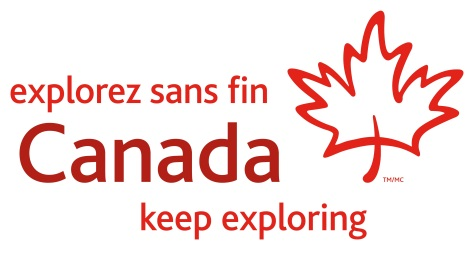 explorez sans fin
Canada
TM/MC
keep exploring